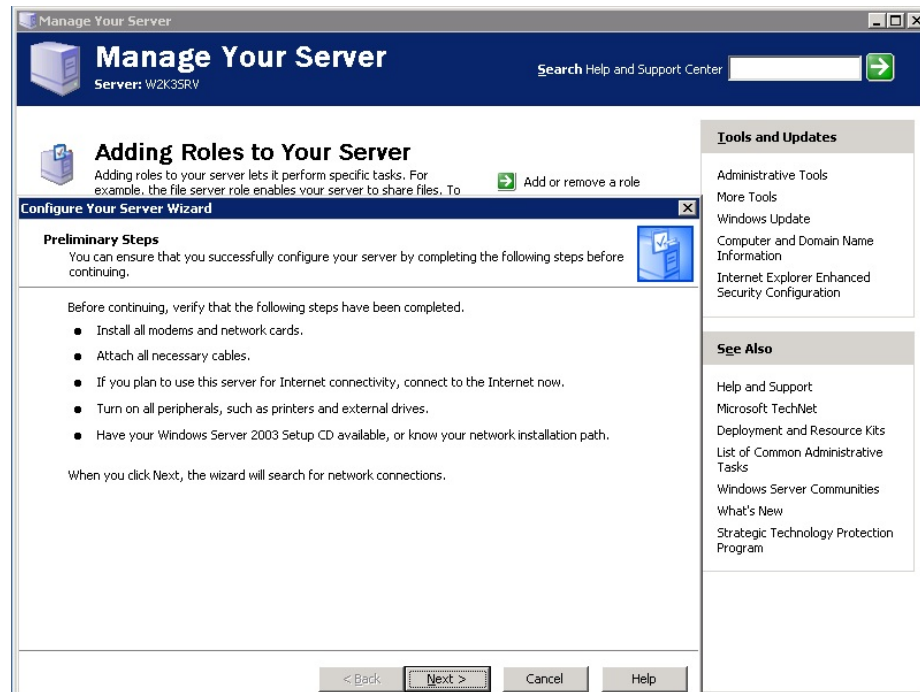 Manage Your Server
Manage Your Server
Server: W2K3SRV
Search Help and Support Center
Adding Roles to Your Server
Adding roles to your server lets it perform specific tasks. For
example, the file server role enables your server to share files. To
Add or remove a role
Configure Your Server Wizard
Preliminary Steps
You can ensure that you successfully configure your server by completing the following steps before
continuing.
Before continuing, verify that the following steps have been completed.
● Install all modems and network cards.
● Attach all necessary cables.
● If you plan to use this server for Internet connectivity, connect to the Internet now.
● Turn on all peripherals, such as printers and external drives.
● Have your Windows Server 2003 Setup CD available, or know your network installation path.
When you click Next, the wizard will search for network connections.
< Back
Next >
Cancel
Help
Tools and Updates
Administrative Tools
More Tools
Windows Update
Computer and Domain Name
Information
Internet Explorer Enhanced
Security Configuration
See Also
Help and Support
Microsoft TechNet
Deployment and Resource Kits
List of Common Administrative
Tasks
Windows Server Communities
What's New
Strategic Technology Protection
Program